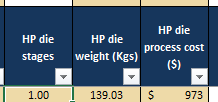 HP die stages
HP die weight (Kgs)
HP die process cost ($)
1.00 139.03 $ 973